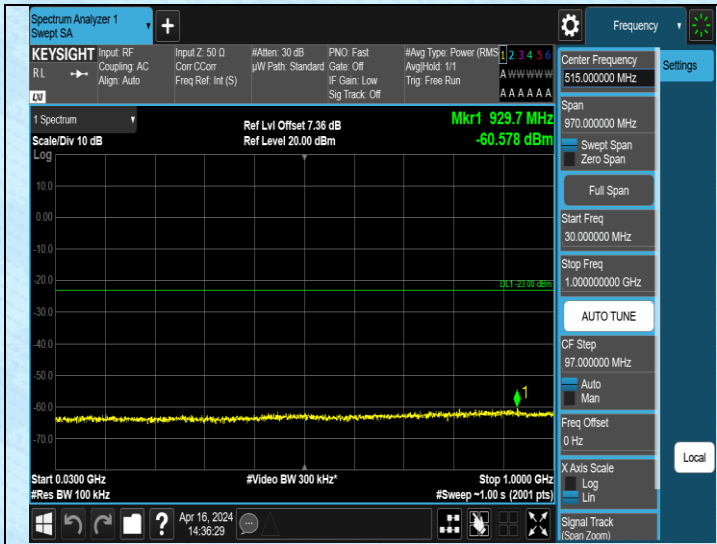 Spectrum Analyzer 1
Swept SA
+
Frequency
KEYSIGHT
RL
LXI
Input: RF
Coupling: AC
Align: Auto
Input Z: 50 Ω
Corr CCorr
Freq Ref: Int (S)
#Atten: 30 dB
µW Path: Standard
PNO: Fast
Gate: Off
IF Gain: Low
Sig Track: Off
#Avg Type: Power (RMS
Avg|Hold: 1/1
Trig: Free Run
1 2 3 4 5 6
A W W W W W
A A A A A A
1 Spectrum
Scale/Div 10 dB
Log
Ref Lvl Offset 7.36 dB
Ref Level 20.00 dBm
Mkr1 929.7 MHz
-60.578 dBm
10.0
0.00
-10.0
-20.0
-30.0
-40.0
-50.0
-60.0
-70.0
DL1 -23.00 dBm
1
Start 0.0300 GHz
#Res BW 100 kHz
#Video BW 300 kHz*
Stop 1.0000 GHz
#Sweep ~1.00 s (2001 pts)
Center Frequency
515.000000 MHz
Settings
Span
970.000000 MHz
Swept Span
Zero Span
Full Span
Start Freq
30.000000 MHz
Stop Freq
1.000000000 GHz
AUTO TUNE
CF Step
97.000000 MHz
Auto
Man
Freq Offset
0 Hz
X Axis Scale
Log
Lin
Local
Signal Track
(Span Zoom)
?
Apr 16, 2024
14:36:29